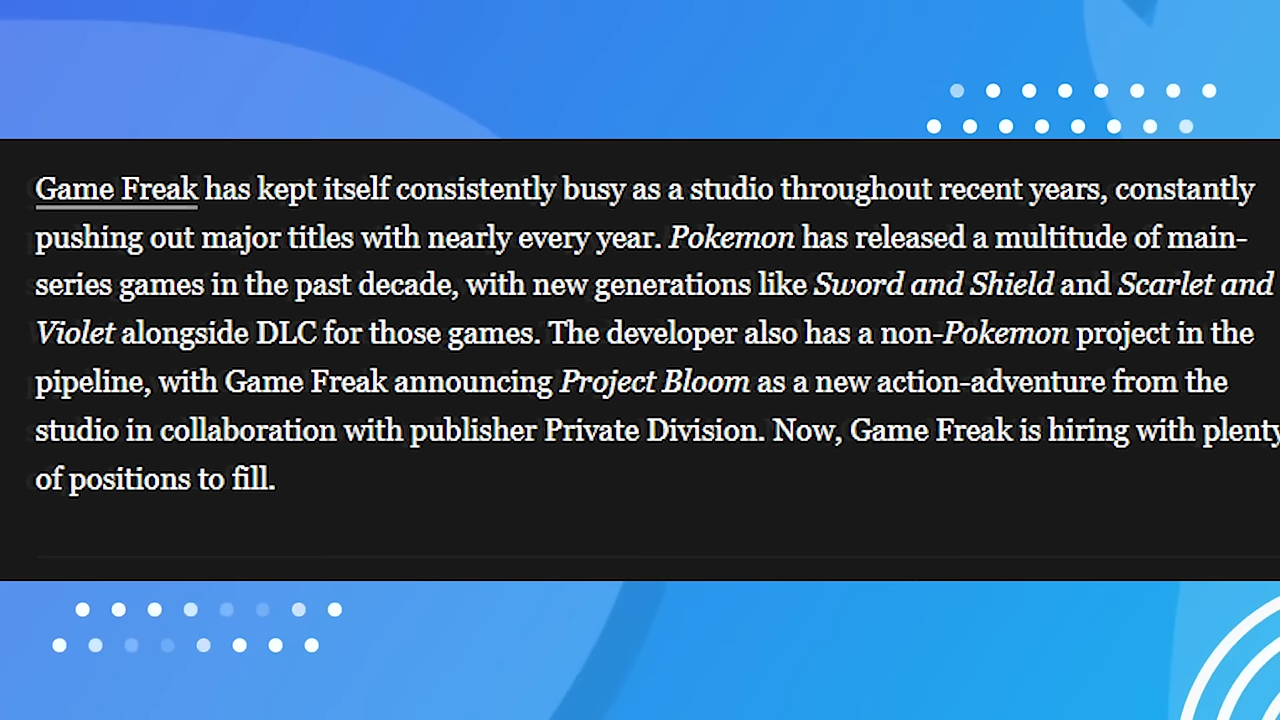 Game Freak has kept itself consistently busy as a studio throughout recent years, constantly
pushing out major titles with nearly every year. Pokemon has released a multitude of main-
series games in the past decade, with new generations like Sword and Shield and Scarlet and
Violet alongside DLC for those games. The developer also has a non-Pokemon project in the
pipeline, with Game Freak announcing Project Bloom as a new action-adventure from the
studio in collaboration with publisher Private Division. Now, Game Freak is hiring with plenty
of positions to fill.